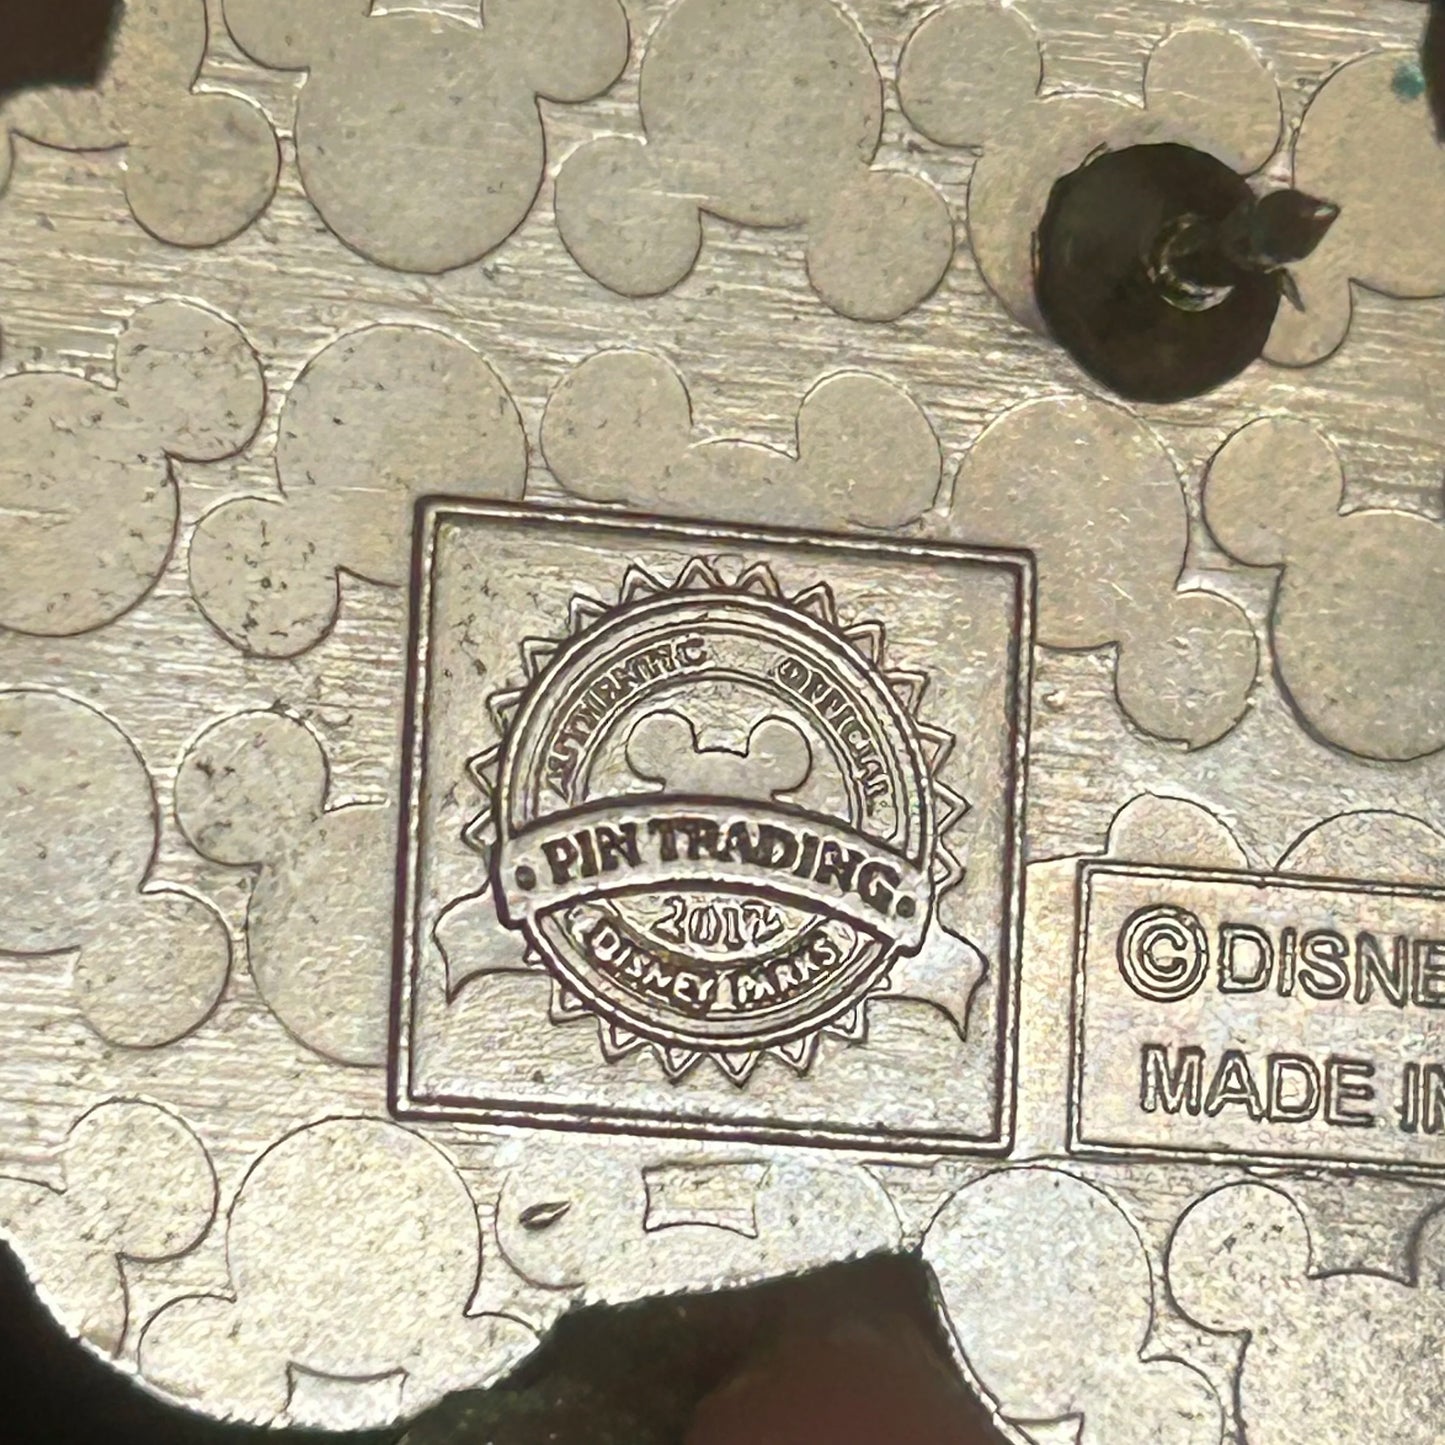 AUTHENTIC OFFICIAL
• PIN TRADING •
2012
DISNEY PARKS
©DISNE
MADE IN